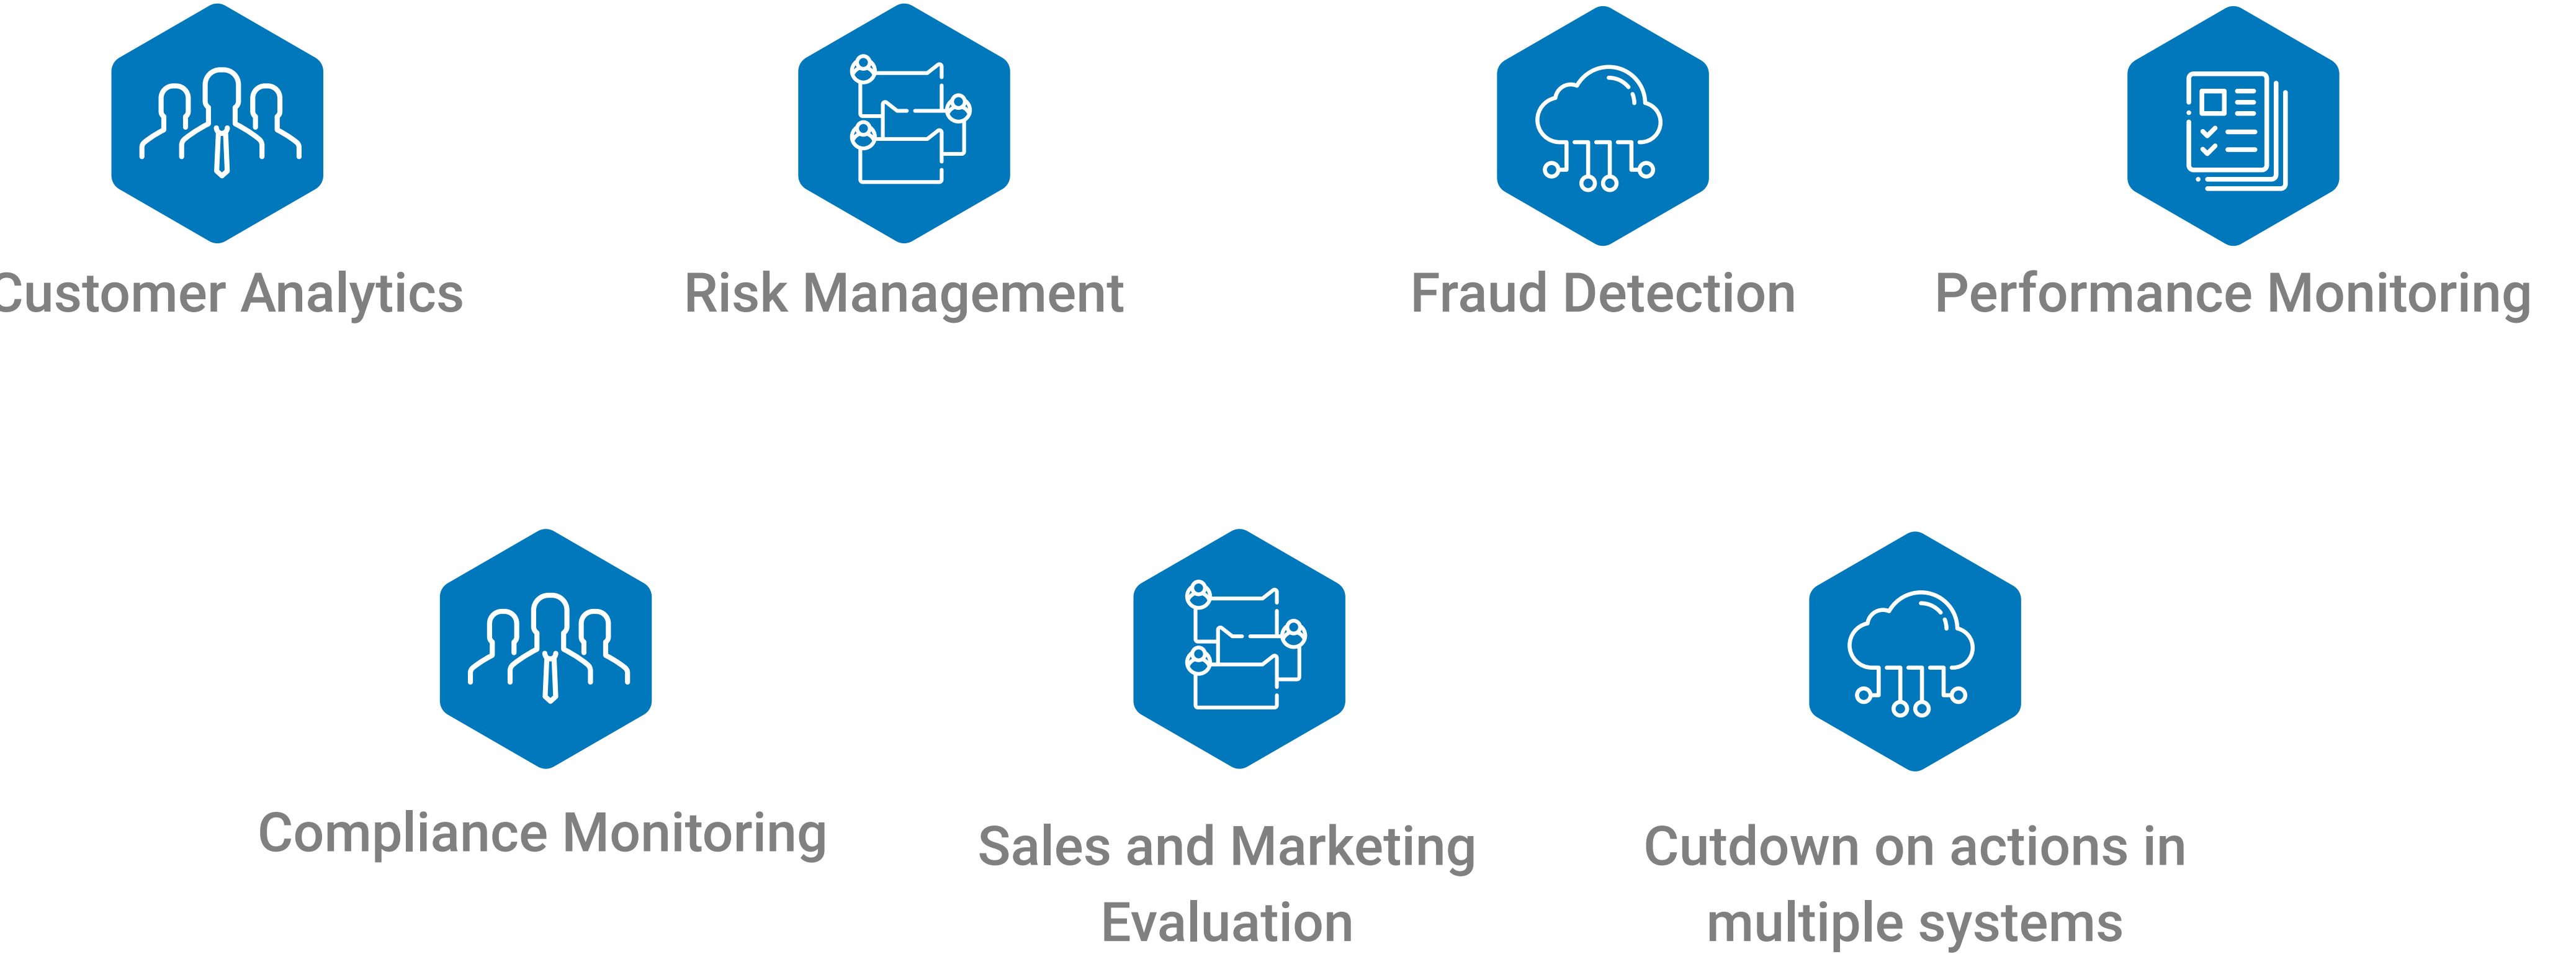 Customer Analytics
Risk Management
Fraud Detection
Performance Monitoring
Compliance Monitoring
Sales and Marketing
Evaluation
Cutdown on actions in
multiple systems